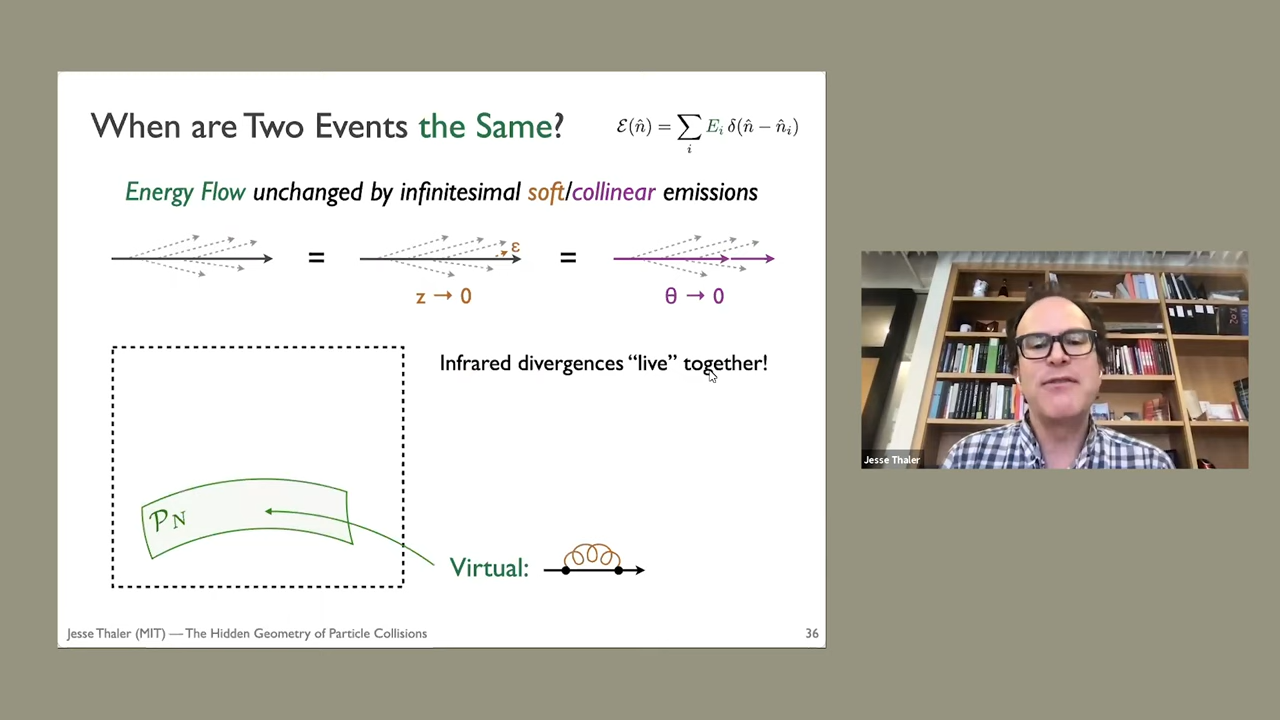 When are Two Events the Same?
ℰ(n̂) = ∑ᵢ Eᵢ δ(n̂ − n̂ᵢ)
Energy Flow unchanged by infinitesimal soft/collinear emissions
= ε =
z → 0
θ → 0
Infrared divergences “live” together!
𝒫N
Virtual:
Jesse Thaler (MIT) — The Hidden Geometry of Particle Collisions
36
Jesse Thaler